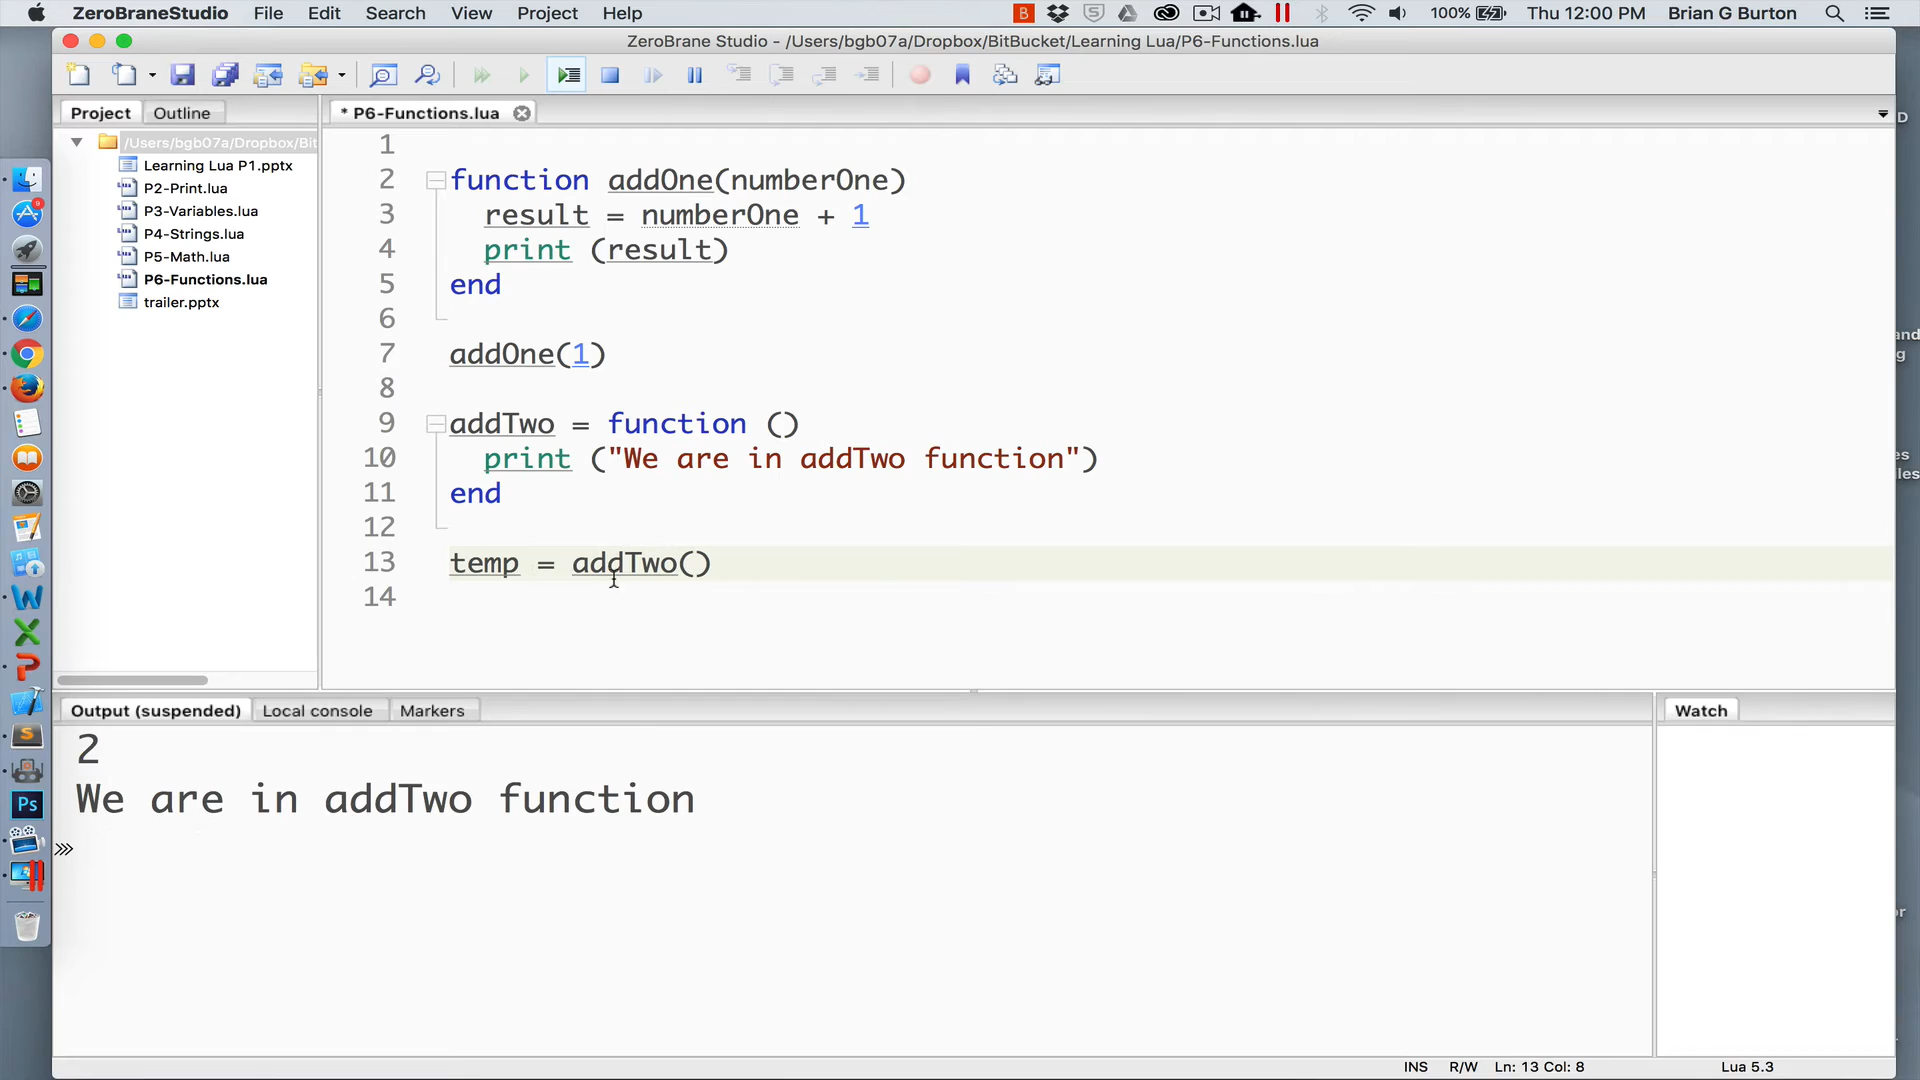 ZeroBraneStudio File Edit Search View Project Help
100% Thu 12:00 PM Brian G Burton
ZeroBrane Studio - /Users/bgb07a/Dropbox/BitBucket/Learning Lua/P6-Functions.lua
Project Outline
* P6-Functions.lua
/Users/bgb07a/Dropbox/Bit
Learning Lua P1.pptx
P2-Print.lua
P3-Variables.lua
P4-Strings.lua
P5-Math.lua
P6-Functions.lua
trailer.pptx
1
2 function addOne(numberOne)
3 result = numberOne + 1
4 print (result)
5 end
6
7 addOne(1)
8
9 addTwo = function ()
10 print ("We are in addTwo function")
11 end
12
13 temp = addTwo()
14
Output (suspended) Local console Markers
Watch
2
We are in addTwo function
INS R/W Ln: 13 Col: 8 Lua 5.3